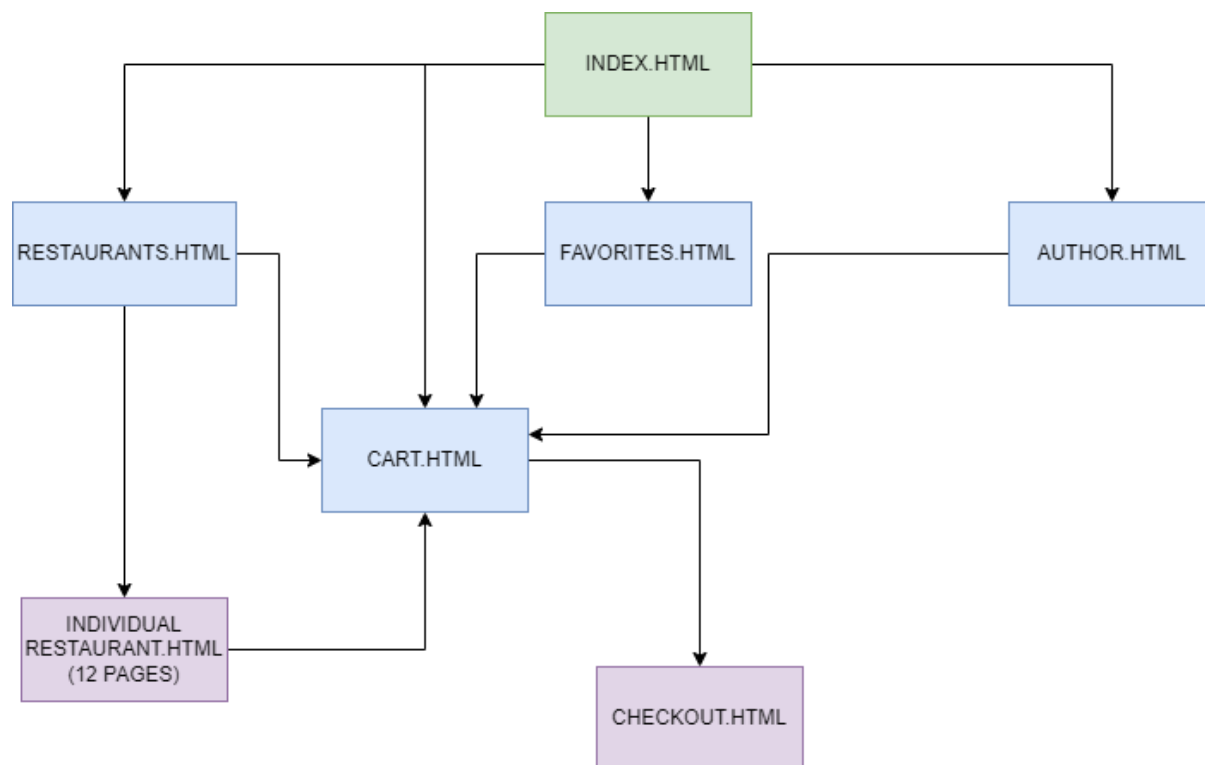 INDEX.HTML
RESTAURANTS.HTML
FAVORITES.HTML
AUTHOR.HTML
CART.HTML
INDIVIDUAL
RESTAURANT.HTML
(12 PAGES)
CHECKOUT.HTML